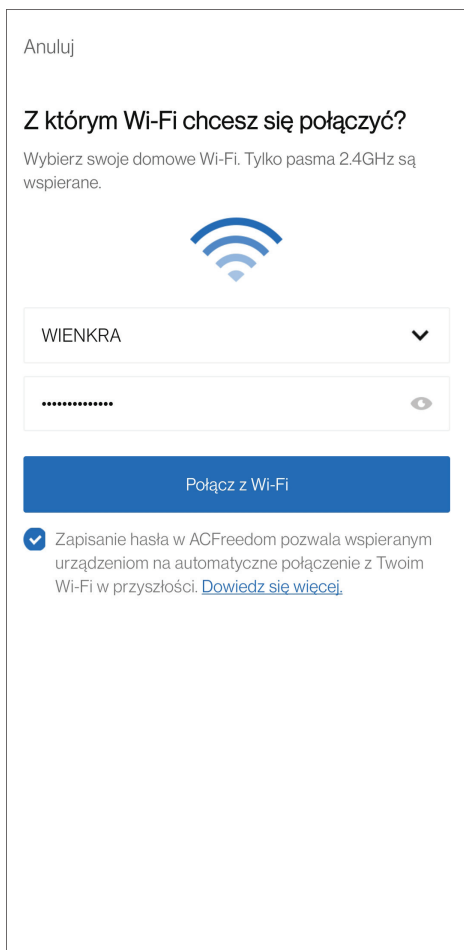 Anuluj
Z którym Wi-Fi chcesz się połączyć?
Wybierz swoje domowe Wi-Fi. Tylko pasma 2.4GHz są
wspierane.
WIENKRA
••••••••••••••
Połącz z Wi-Fi
Zapisanie hasła w ACFreedom pozwala wspieranym
urządzeniom na automatyczne połączenie z Twoim
Wi-Fi w przyszłości. Dowiedz się więcej.